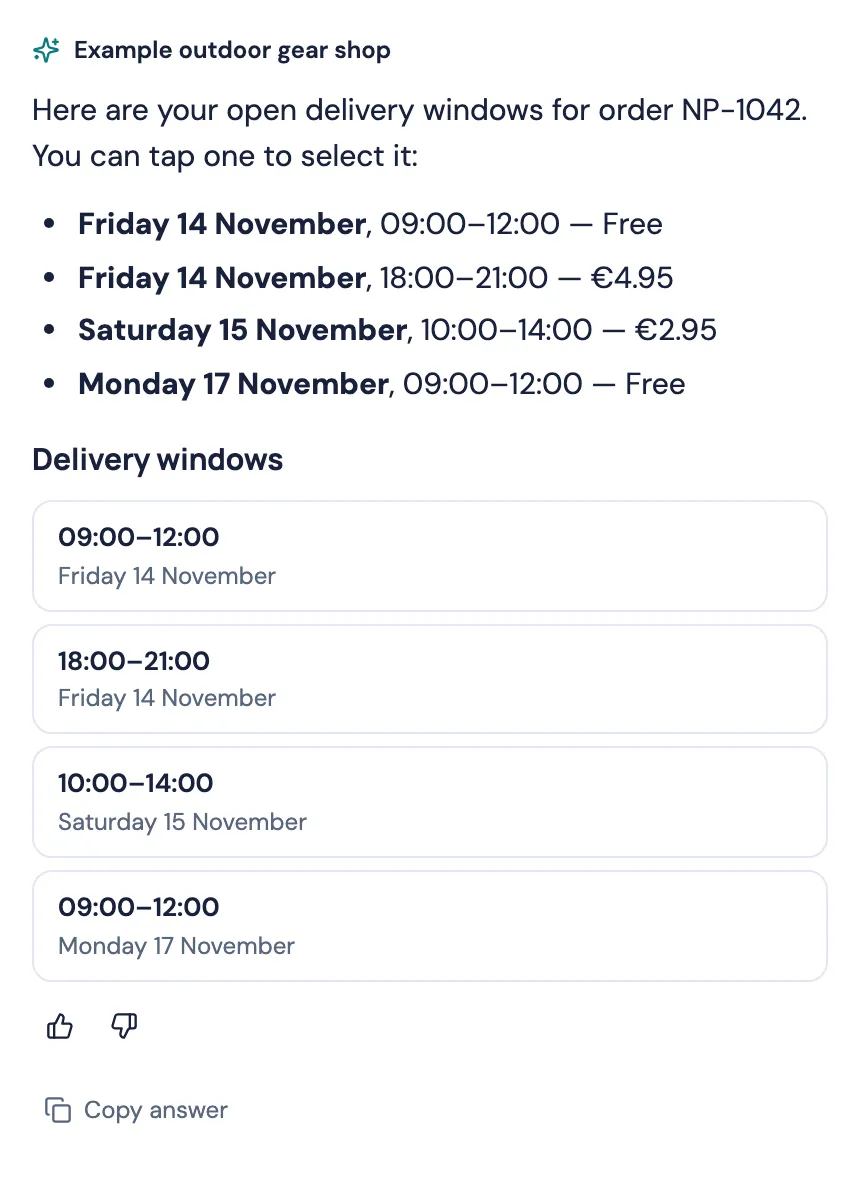 Example outdoor gear shop
Here are your open delivery windows for order NP-1042.
You can tap one to select it:
• Friday 14 November, 09:00–12:00 — Free
• Friday 14 November, 18:00–21:00 — €4.95
• Saturday 15 November, 10:00–14:00 — €2.95
• Monday 17 November, 09:00–12:00 — Free
Delivery windows
09:00–12:00
Friday 14 November
18:00–21:00
Friday 14 November
10:00–14:00
Saturday 15 November
09:00–12:00
Monday 17 November
Copy answer